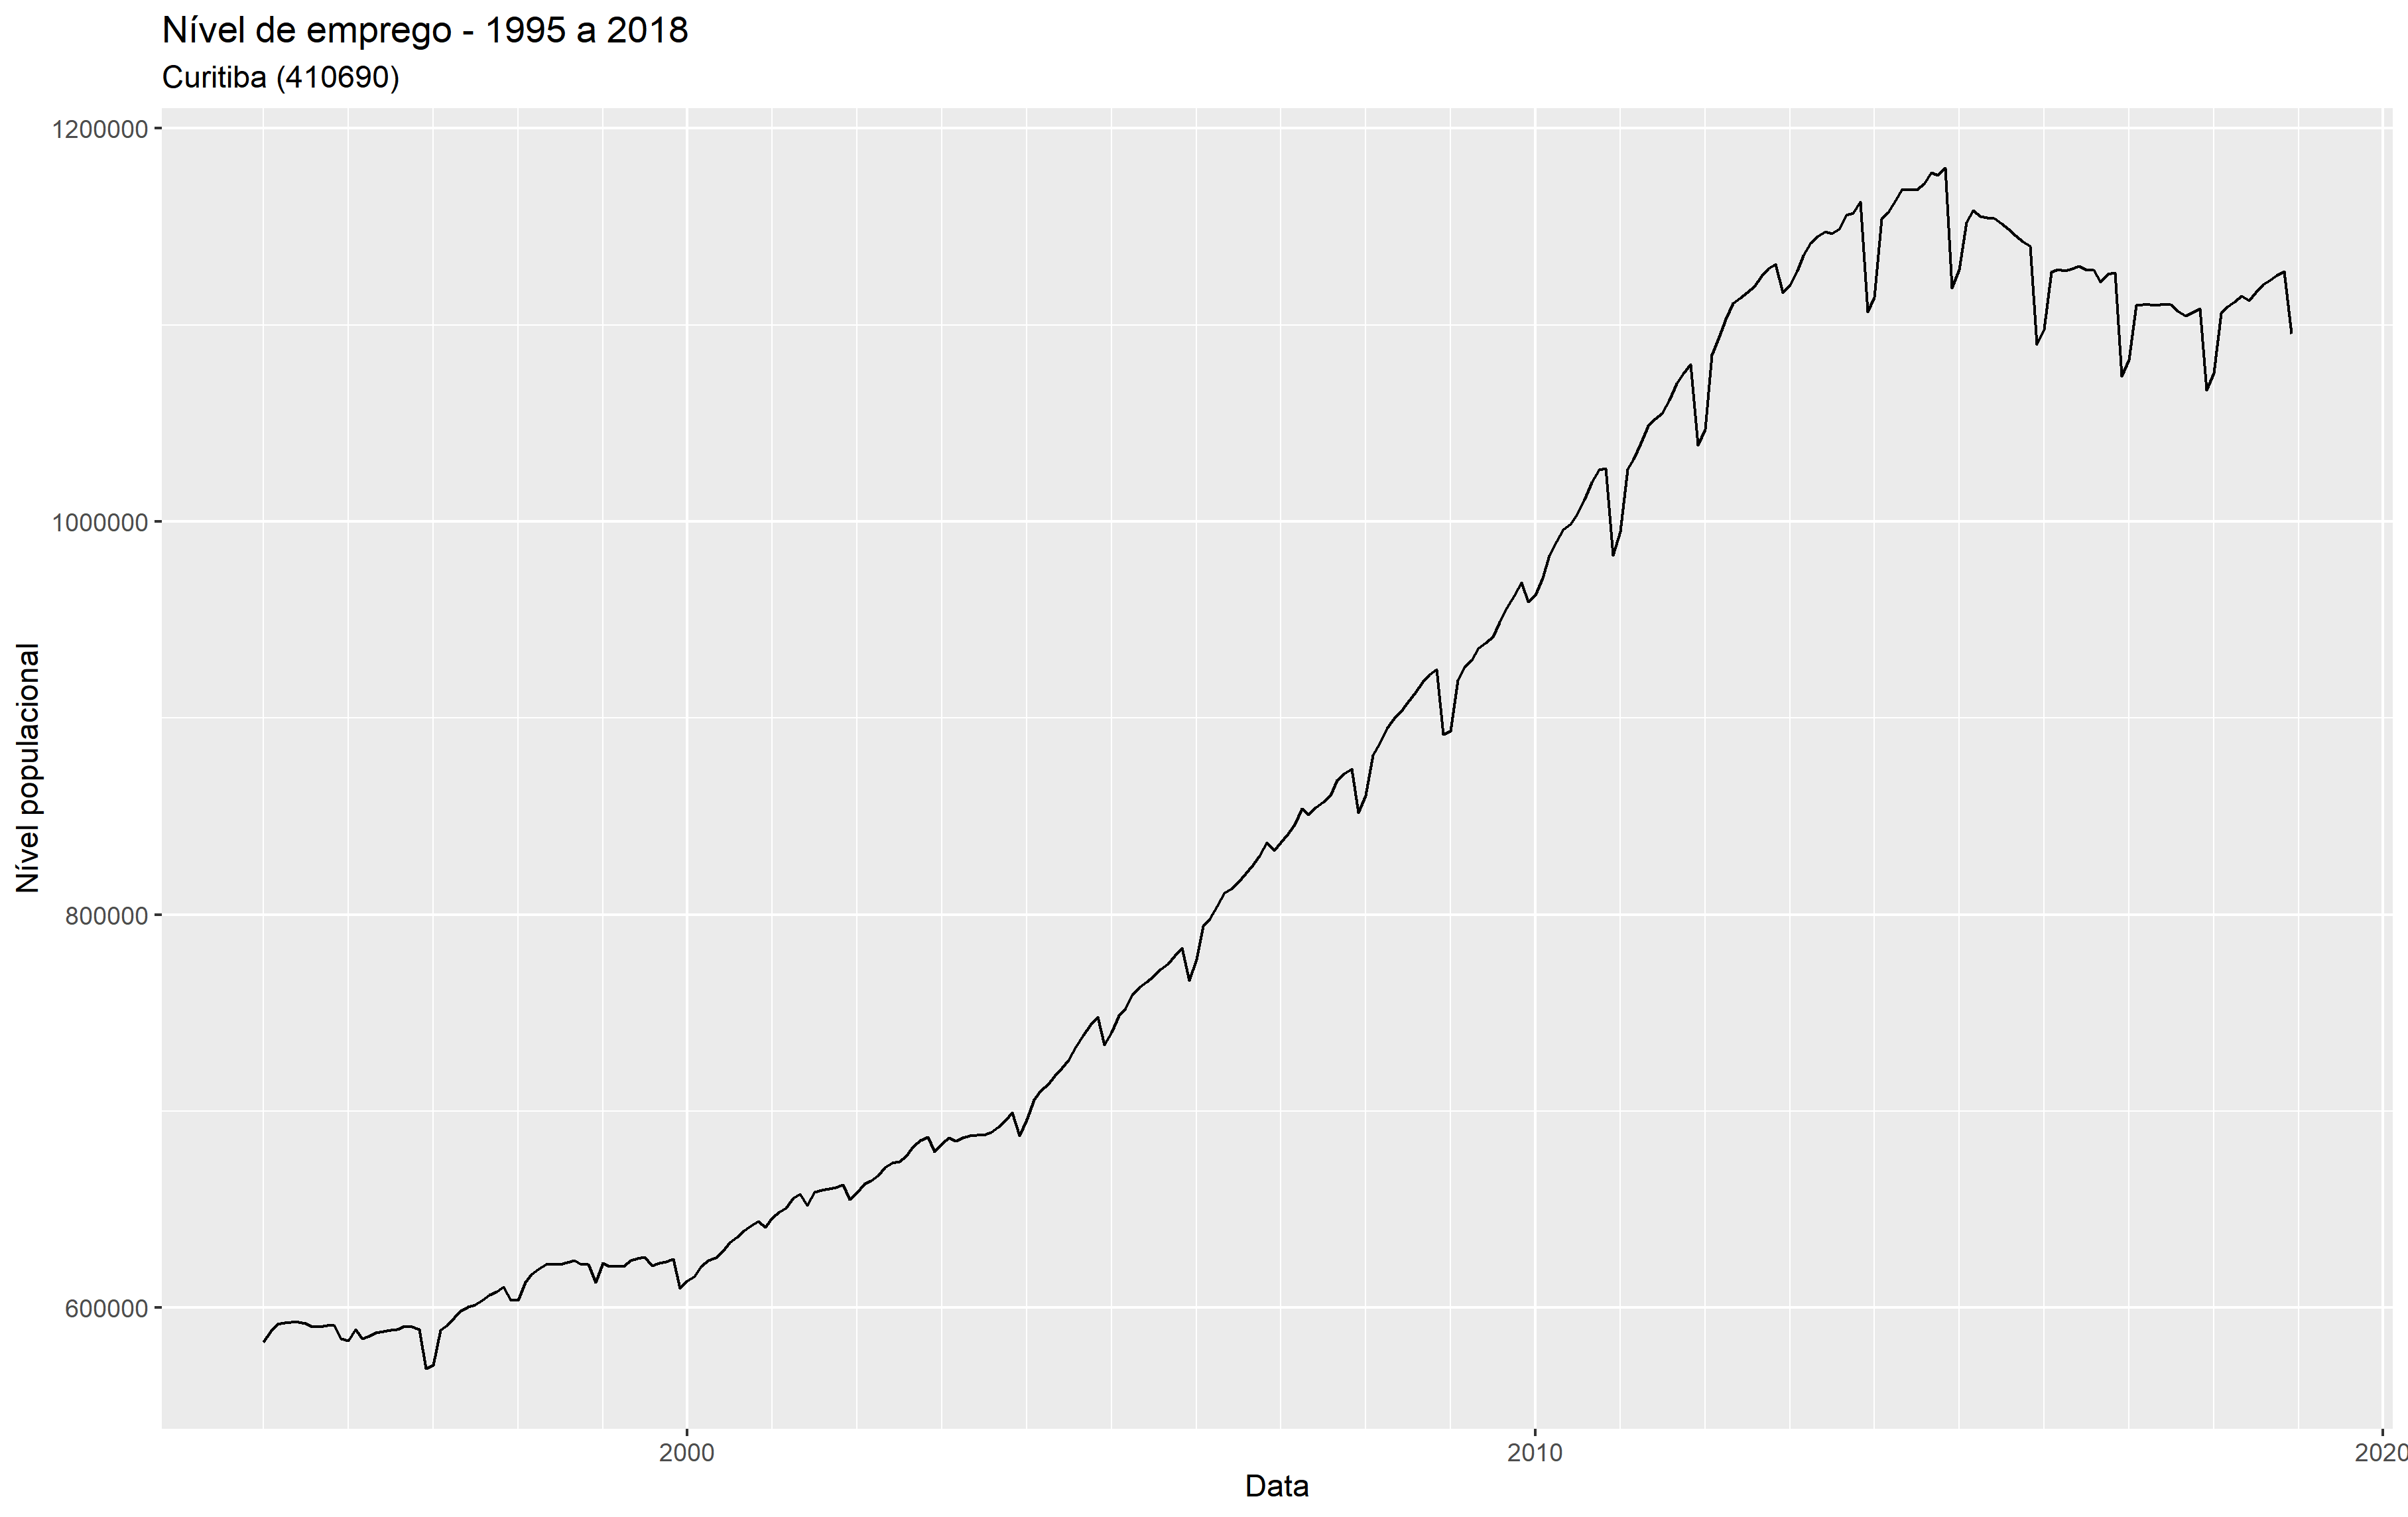 Nível de emprego - 1995 a 2018
Curitiba (410690)
1200000
1000000
800000
600000
Nível populacional
2000
2010
2020
Data